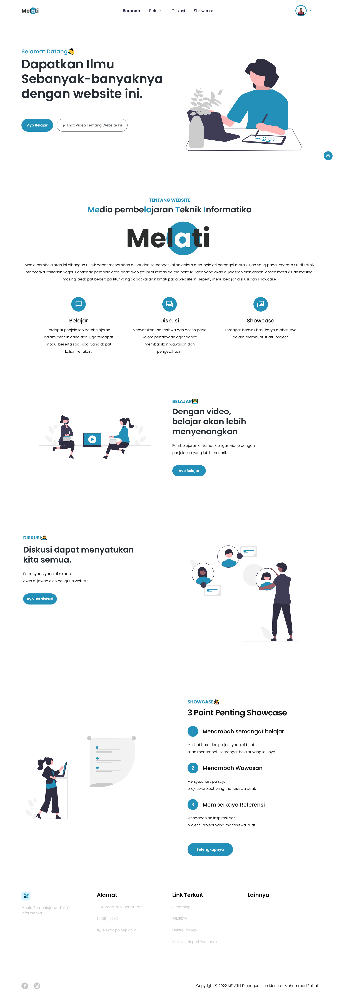 Melati
Beranda
Belajar
Diskusi
Showcase
Selamat Datang
Dapatkan Ilmu
Sebanyak-banyaknya
dengan website ini.
Ayo Belajar
lihat Video Tentang Website Ini
TENTANG WEBSITE
Media pembelajaran Teknik Informatika
Melati
Media pembelajaran ini dibangun untuk dapat menambah minat dan semangat kalian dalam mempelajari berbagai mata kuliah yang pada Program Studi Teknik
Informatika Politeknik Negeri Pontianak, pembelajaran pada webiste ini di kemas dalma bentuk video yang akan di jelaskan oleh dosen-dosen mata kuliah masing-
masing, terdapat beberapa fitur yang dapat kalian nikmati pada website ini seperti, menu belajar, diskusi dan showcase.
Belajar
Terdapat penjelasan pembelajaran
dalam bentuk video dan juga terdapat
modul beserta soal-soal yang dapat
kalian kerjakan.
Diskusi
Menyatukan mahasiswa dan dosen pada
kolom pertanyaan agar dapat
membagikan wawasan dan
pengetahuan.
Showcase
Terdapat banyak hasil karya mahasiswa
dalam membuat suatu project.
BELAJAR
Dengan video,
belajar akan lebih
menyenangkan
Pembelajaran di kemas dengan video dengan
penjelasan yang lebih menarik.
Ayo Belajar
DISKUSI
Diskusi dapat menyatukan
kita semua.
Pertanyaan yang di ajukan
akan di jawab oleh penguna webiste.
Ayo Berdiskusi
SHOWCASE
3 Point Penting Showcase
1 Menambah semangat belajar
Melihat hasil dari project yang di buat
akan menambah semangat belajar yang lainnya.
2 Menambah Wawasan
Mengatahui apa saja
project-project yang mahasiswa buat.
3 Memperkaya Referensi
Mendapatkan inspirasi dari
project-project yang mahasiswa buat.
Selengkapnya
Media Pembelajaran Teknik
Informatika
Alamat
Jl. Ahmad Yani Bansir Laut
(0561) 12782
ti@elektro.polnep.ac.id
Link Terkait
E-learning
SEMESTA
Elektro Polnep
Politekni Negeri Pontianak
Lainnya
Copyright © 2022 MELATI | Dibangun oleh Mochtar Muhammad Faisal